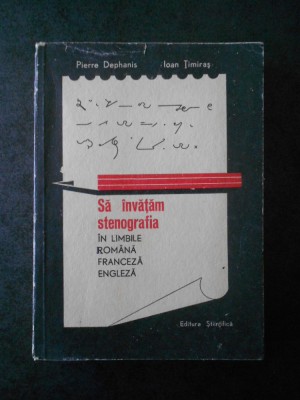 Pierre Dephanis Ioan Țimiraș
Să învățăm
stenografia
ÎN LIMBILE
ROMÂNĂ
FRANCEZĂ
ENGLEZĂ
Editura Științifică